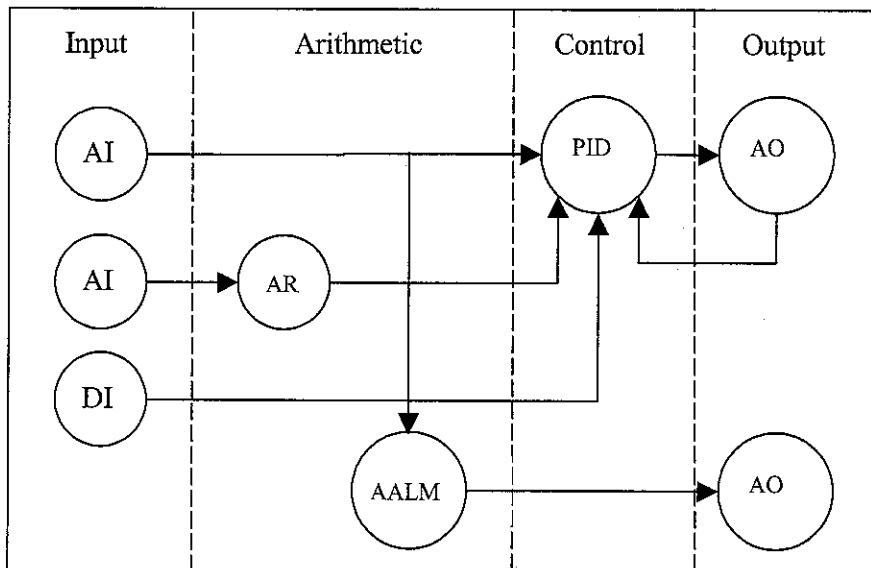 Input
Arithmetic
Control
Output
AI
PID
AO
AI
AR
DI
AALM
AO